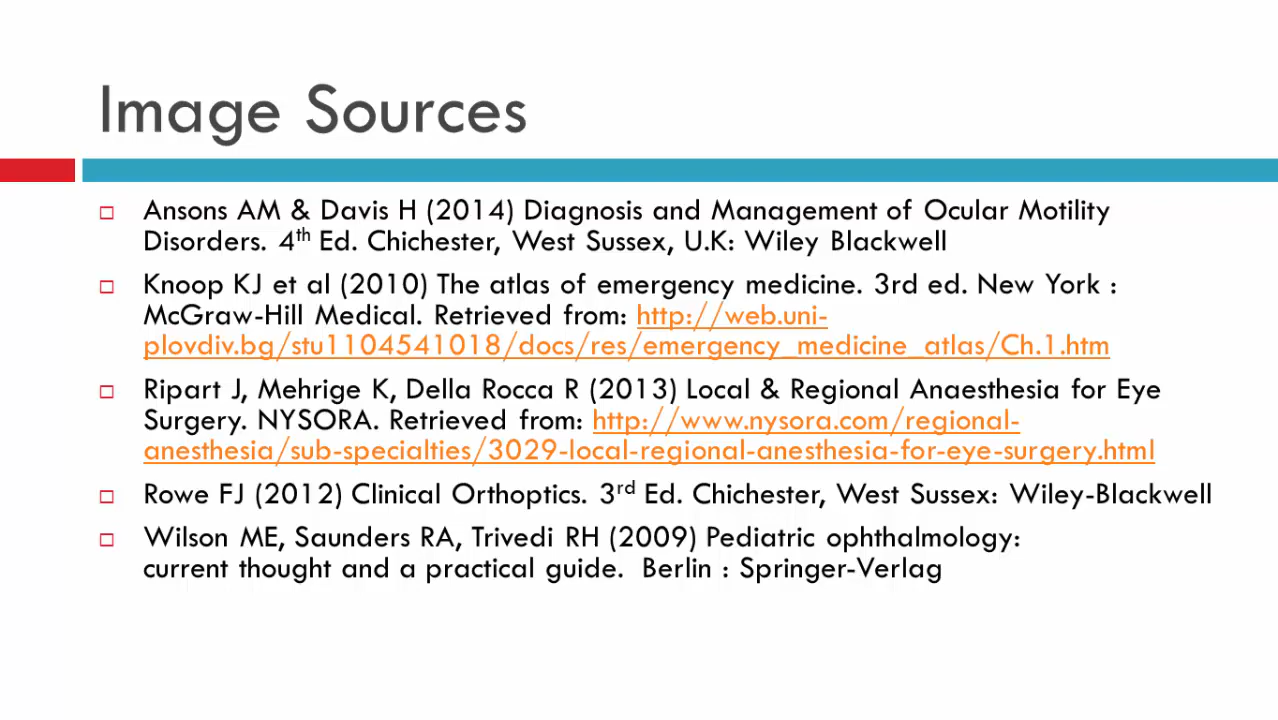 Image Sources
Ansons AM & Davis H (2014) Diagnosis and Management of Ocular Motility
Disorders. 4th Ed. Chichester, West Sussex, U.K: Wiley Blackwell
Knoop KJ et al (2010) The atlas of emergency medicine. 3rd ed. New York :
McGraw-Hill Medical. Retrieved from: http://web.uni-
plovdiv.bg/stu1104541018/docs/res/emergency_medicine_atlas/Ch.1.htm
Ripart J, Mehrige K, Della Rocca R (2013) Local & Regional Anaesthesia for Eye
Surgery. NYSORA. Retrieved from: http://www.nysora.com/regional-
anesthesia/sub-specialties/3029-local-regional-anesthesia-for-eye-surgery.html
Rowe FJ (2012) Clinical Orthoptics. 3rd Ed. Chichester, West Sussex: Wiley-Blackwell
Wilson ME, Saunders RA, Trivedi RH (2009) Pediatric ophthalmology:
current thought and a practical guide.  Berlin : Springer-Verlag